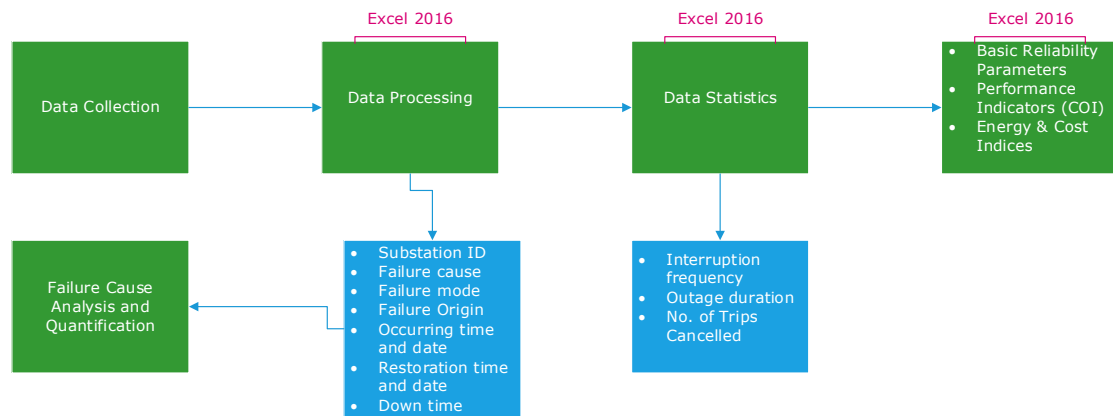 Excel 2016
Excel 2016
Excel 2016
Data Collection
Data Processing
Data Statistics
• Basic Reliability
Parameters
• Performance
Indicators (COI)
• Energy & Cost
Indices
Failure Cause
Analysis and
Quantification
• Substation ID
• Failure cause
• Failure mode
• Failure Origin
• Occurring time
and date
• Restoration time
and date
• Down time
• Interruption
frequency
• Outage duration
• No. of Trips
Cancelled